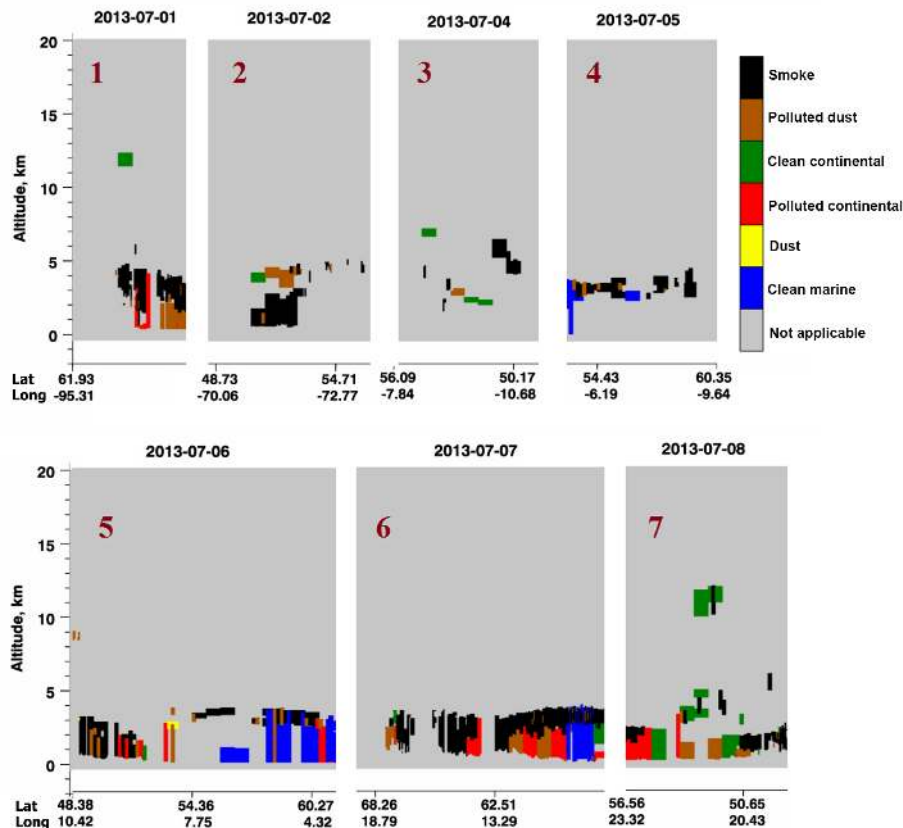 2013-07-01 2013-07-02 2013-07-04 2013-07-05
20
15
10
5
0
Altitude, km
1 2 3 4
Smoke
Polluted dust
Clean continental
Polluted continental
Dust
Clean marine
Not applicable
Lat 61.93 48.73 54.71 56.09 50.17 54.43 60.35
Long -95.31 -70.06 -72.77 -7.84 -10.68 -6.19 -9.64
2013-07-06 2013-07-07 2013-07-08
20
15
10
5
0
Altitude, km
5 6 7
Lat 48.38 54.36 60.27 68.26 62.51 56.56 50.65
Long 10.42 7.75 4.32 18.79 13.29 23.32 20.43